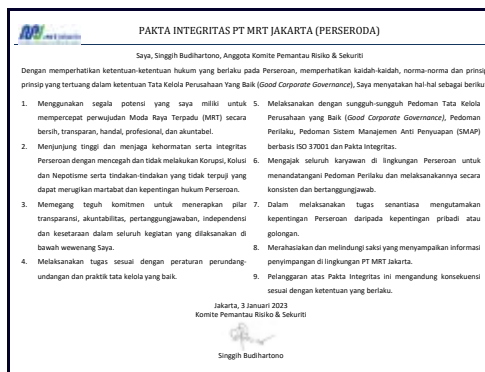 PAKTA INTEGRITAS PT MRT JAKARTA (PERSERODA)
Saya, Singgih Budihartono, Anggota Komite Pemantau Risiko & Sekuriti
Dengan memperhatikan ketentuan-ketentuan hukum yang berlaku pada Perseroan, memperhatikan kaidah-kaidah, norma-norma dan prinsip
prinsip yang tertuang dalam ketentuan Tata Kelola Perusahaan Yang Baik (Good Corporate Governance), Saya menyatakan hal-hal sebagai beriku
1. Menggunakan segala potensi yang saya miliki untuk
mempercepat perwujudan Moda Raya Terpadu (MRT) secara
bersih, transparan, handal, profesional, dan akuntabel.
2. Menjunjung tinggi dan menjaga kehormatan serta integritas
Perseroan dengan mencegah dan tidak melakukan Korupsi, Kolusi
dan Nepotisme serta tindakan-tindakan yang tidak terpuji yang
dapat merugikan martabat dan kepentingan hukum Perseroan.
3. Memegang teguh komitmen untuk menerapkan pilar
transparansi, akuntabilitas, pertanggungjawaban, independensi
dan kesetaraan dalam seluruh kegiatan yang dilaksanakan di
bawah wewenang Saya.
4. Melaksanakan tugas sesuai dengan peraturan perundang-
undangan dan praktik tata kelola yang baik.
5. Melaksanakan dengan sungguh-sungguh Pedoman Tata Kelola
Perusahaan yang Baik (Good Corporate Governance), Pedoman
Perilaku, Pedoman Sistem Manajemen Anti Penyuapan (SMAP)
berbasis ISO 37001 dan Pakta Integritas.
6. Mengajak seluruh karyawan di lingkungan Perseroan untuk
menandatangani Pedoman Perilaku dan melaksanakannya secara
konsisten dan bertanggungjawab.
7. Dalam melaksanakan tugas senantiasa mengutamakan
kepentingan Perseroan daripada kepentingan pribadi atau
golongan.
8. Merahasiakan dan melindungi saksi yang menyampaikan informasi
penyimpangan di lingkungan PT MRT Jakarta.
9. Pelanggaran atas Pakta Integritas ini mengandung konsekuensi
sesuai dengan ketentuan yang berlaku.
Jakarta, 3 Januari 2023
Komite Pemantau Risiko & Sekuriti
Singgih Budihartono